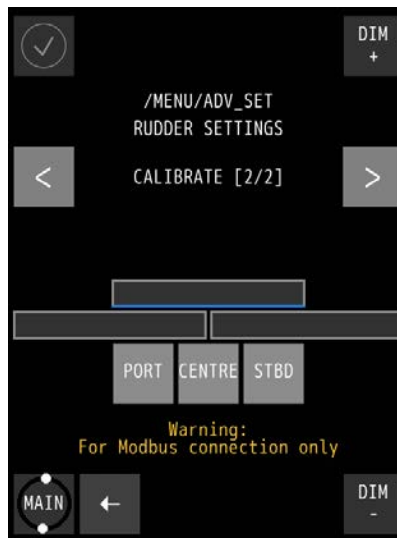 DIM
+
/MENU/ADV_SET
RUDDER SETTINGS
< CALIBRATE [2/2] >
PORT CENTRE STBD
Warning:
For Modbus connection only
MAIN ← DIM
-